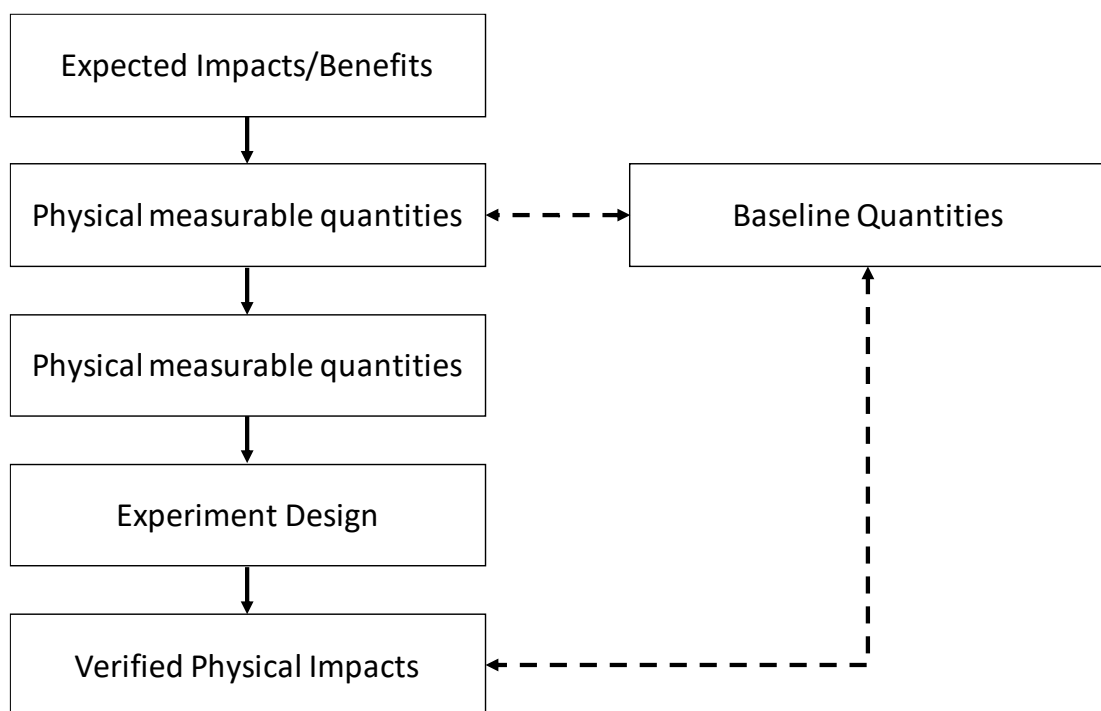 Expected Impacts/Benefits
Physical measurable quantities
Baseline Quantities
Physical measurable quantities
Experiment Design
Verified Physical Impacts